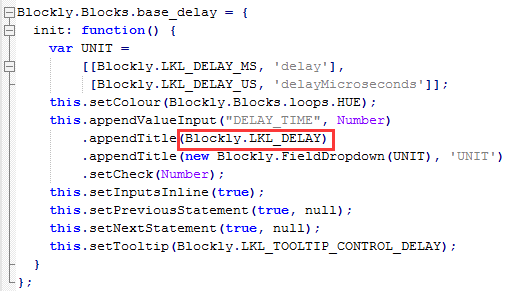 Blockly.Blocks.base_delay = {
init: function() {
var UNIT =
[[Blockly.LKL_DELAY_MS, 'delay'],
[Blockly.LKL_DELAY_US, 'delayMicroseconds']];
this.setColour(Blockly.Blocks.loops.HUE);
this.appendValueInput("DELAY_TIME", Number)
.appendTitle(Blockly.LKL_DELAY)
.appendTitle(new Blockly.FieldDropdown(UNIT), 'UNIT')
.setCheck(Number);
this.setInputsInline(true);
this.setPreviousStatement(true, null);
this.setNextStatement(true, null);
this.setTooltip(Blockly.LKL_TOOLTIP_CONTROL_DELAY);
}
};